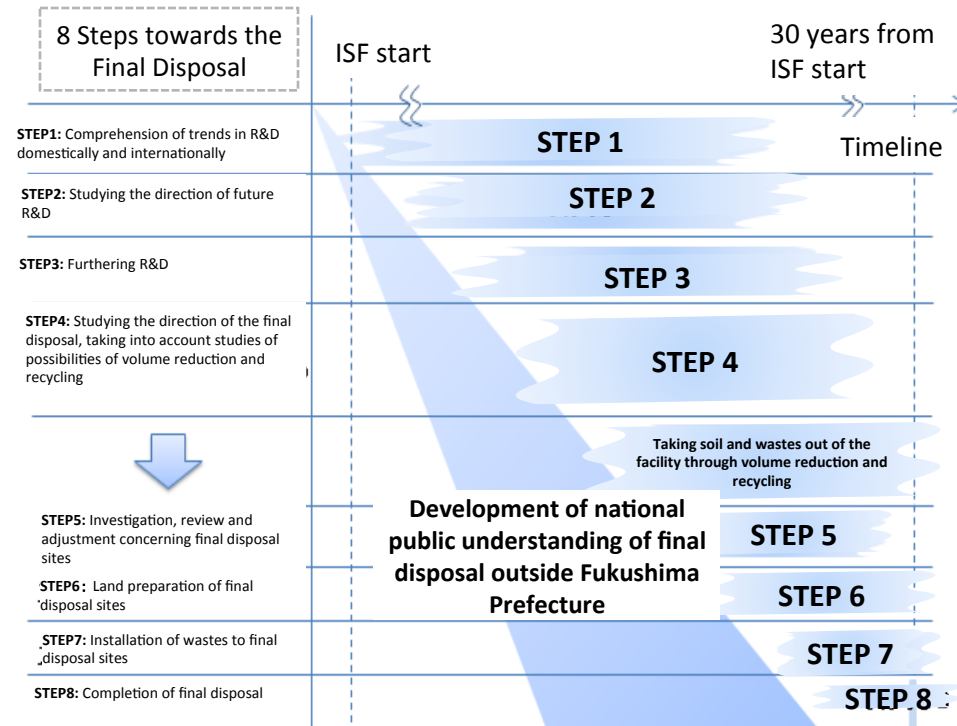 8 Steps towards the
Final Disposal
ISF start
30 years from
ISF start
Timeline
STEP1: Comprehension of trends in R&D
domestically and internationally
STEP 1
STEP2: Studying the direction of future
R&D
STEP 2
STEP3: Furthering R&D
STEP 3
STEP4: Studying the direction of the final
disposal, taking into account studies of
possibilities of volume reduction and
recycling
STEP 4
Taking soil and wastes out of the
facility through volume reduction and
recycling
Development of national
public understanding of final
disposal outside Fukushima
Prefecture
STEP5: Investigation, review and
adjustment concerning final disposal
sites
STEP 5
STEP6: Land preparation of final
disposal sites
STEP 6
STEP7: Installation of wastes to final
disposal sites
STEP 7
STEP8: Completion of final disposal
STEP 8